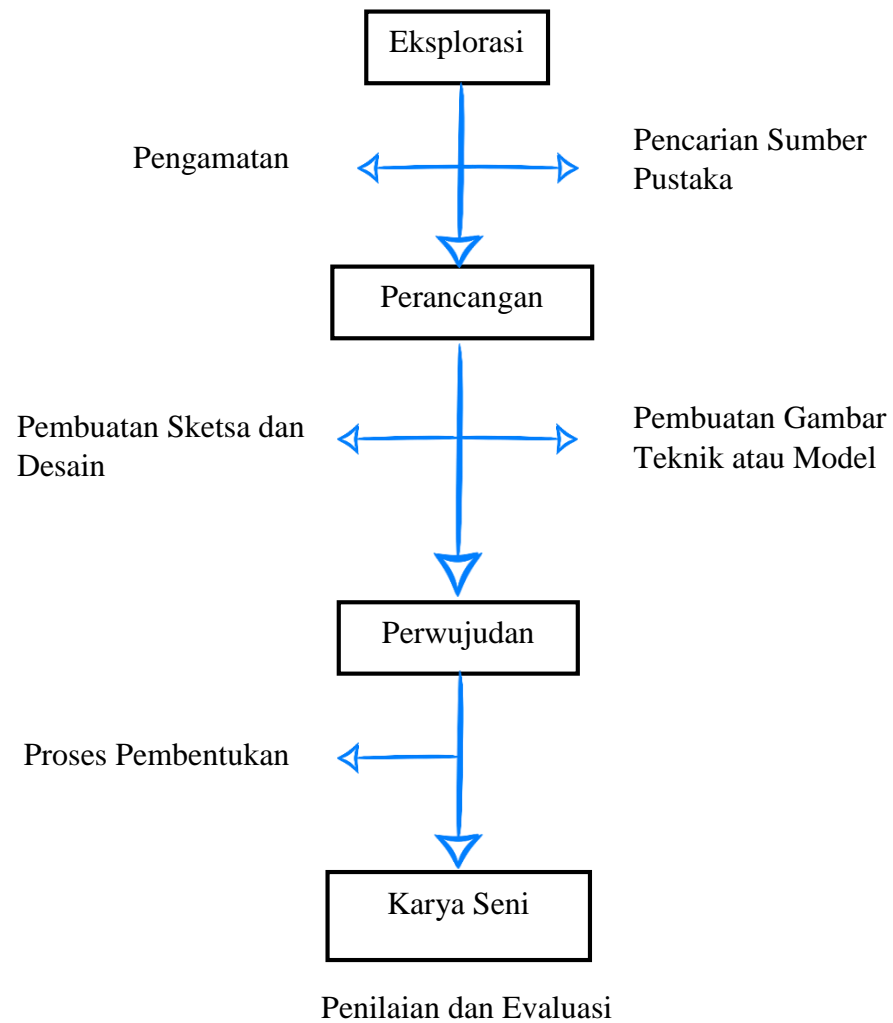 Eksplorasi
Pengamatan
Pencarian Sumber
Pustaka
Perancangan
Pembuatan Sketsa dan
Desain
Pembuatan Gambar
Teknik atau Model
Perwujudan
Proses Pembentukan
Karya Seni
Penilaian dan Evaluasi